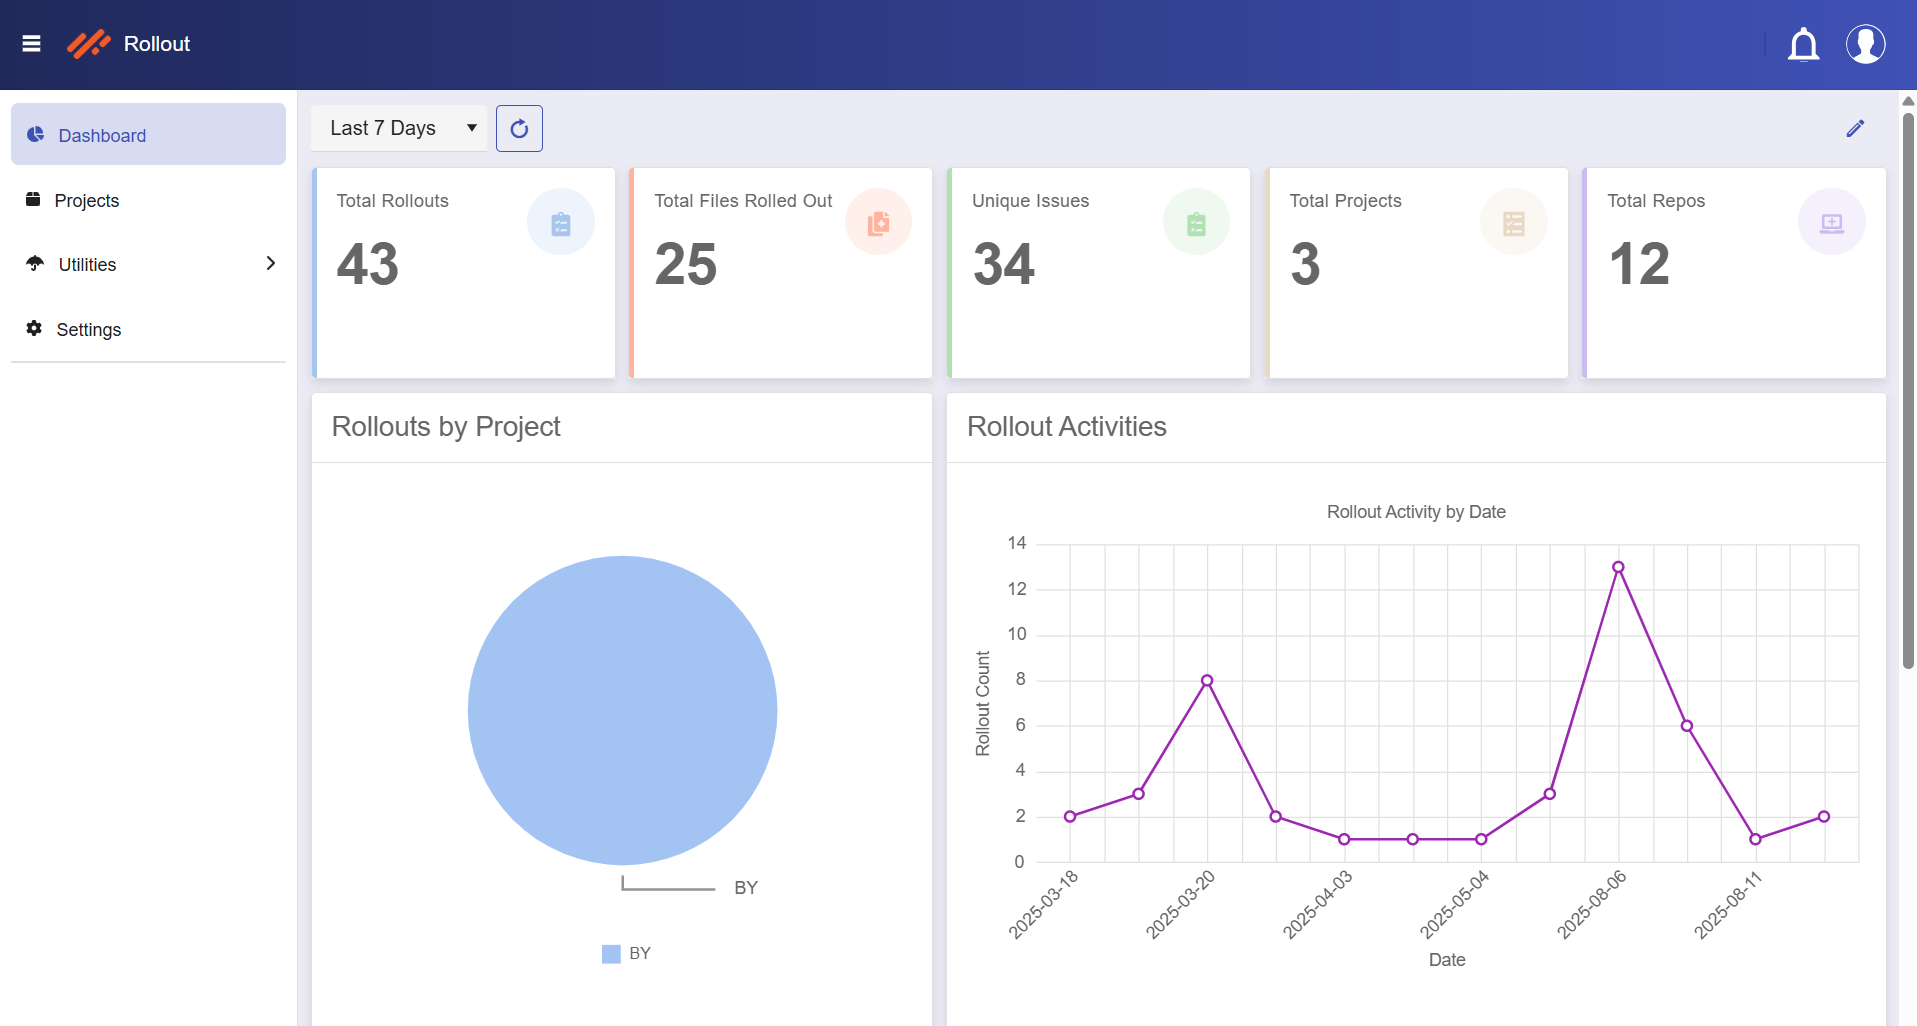 Rollout
Dashboard
Projects
Utilities
Settings
Last 7 Days
Total Rollouts
43
Total Files Rolled Out
25
Unique Issues
34
Total Projects
3
Total Repos
12
Rollouts by Project
BY
BY
Rollout Activities
Rollout Activity by Date
14
12
10
8
6
4
2
0
Rollout Count
2025-03-18
2025-03-20
2025-04-03
2025-05-04
2025-08-06
2025-08-11
Date